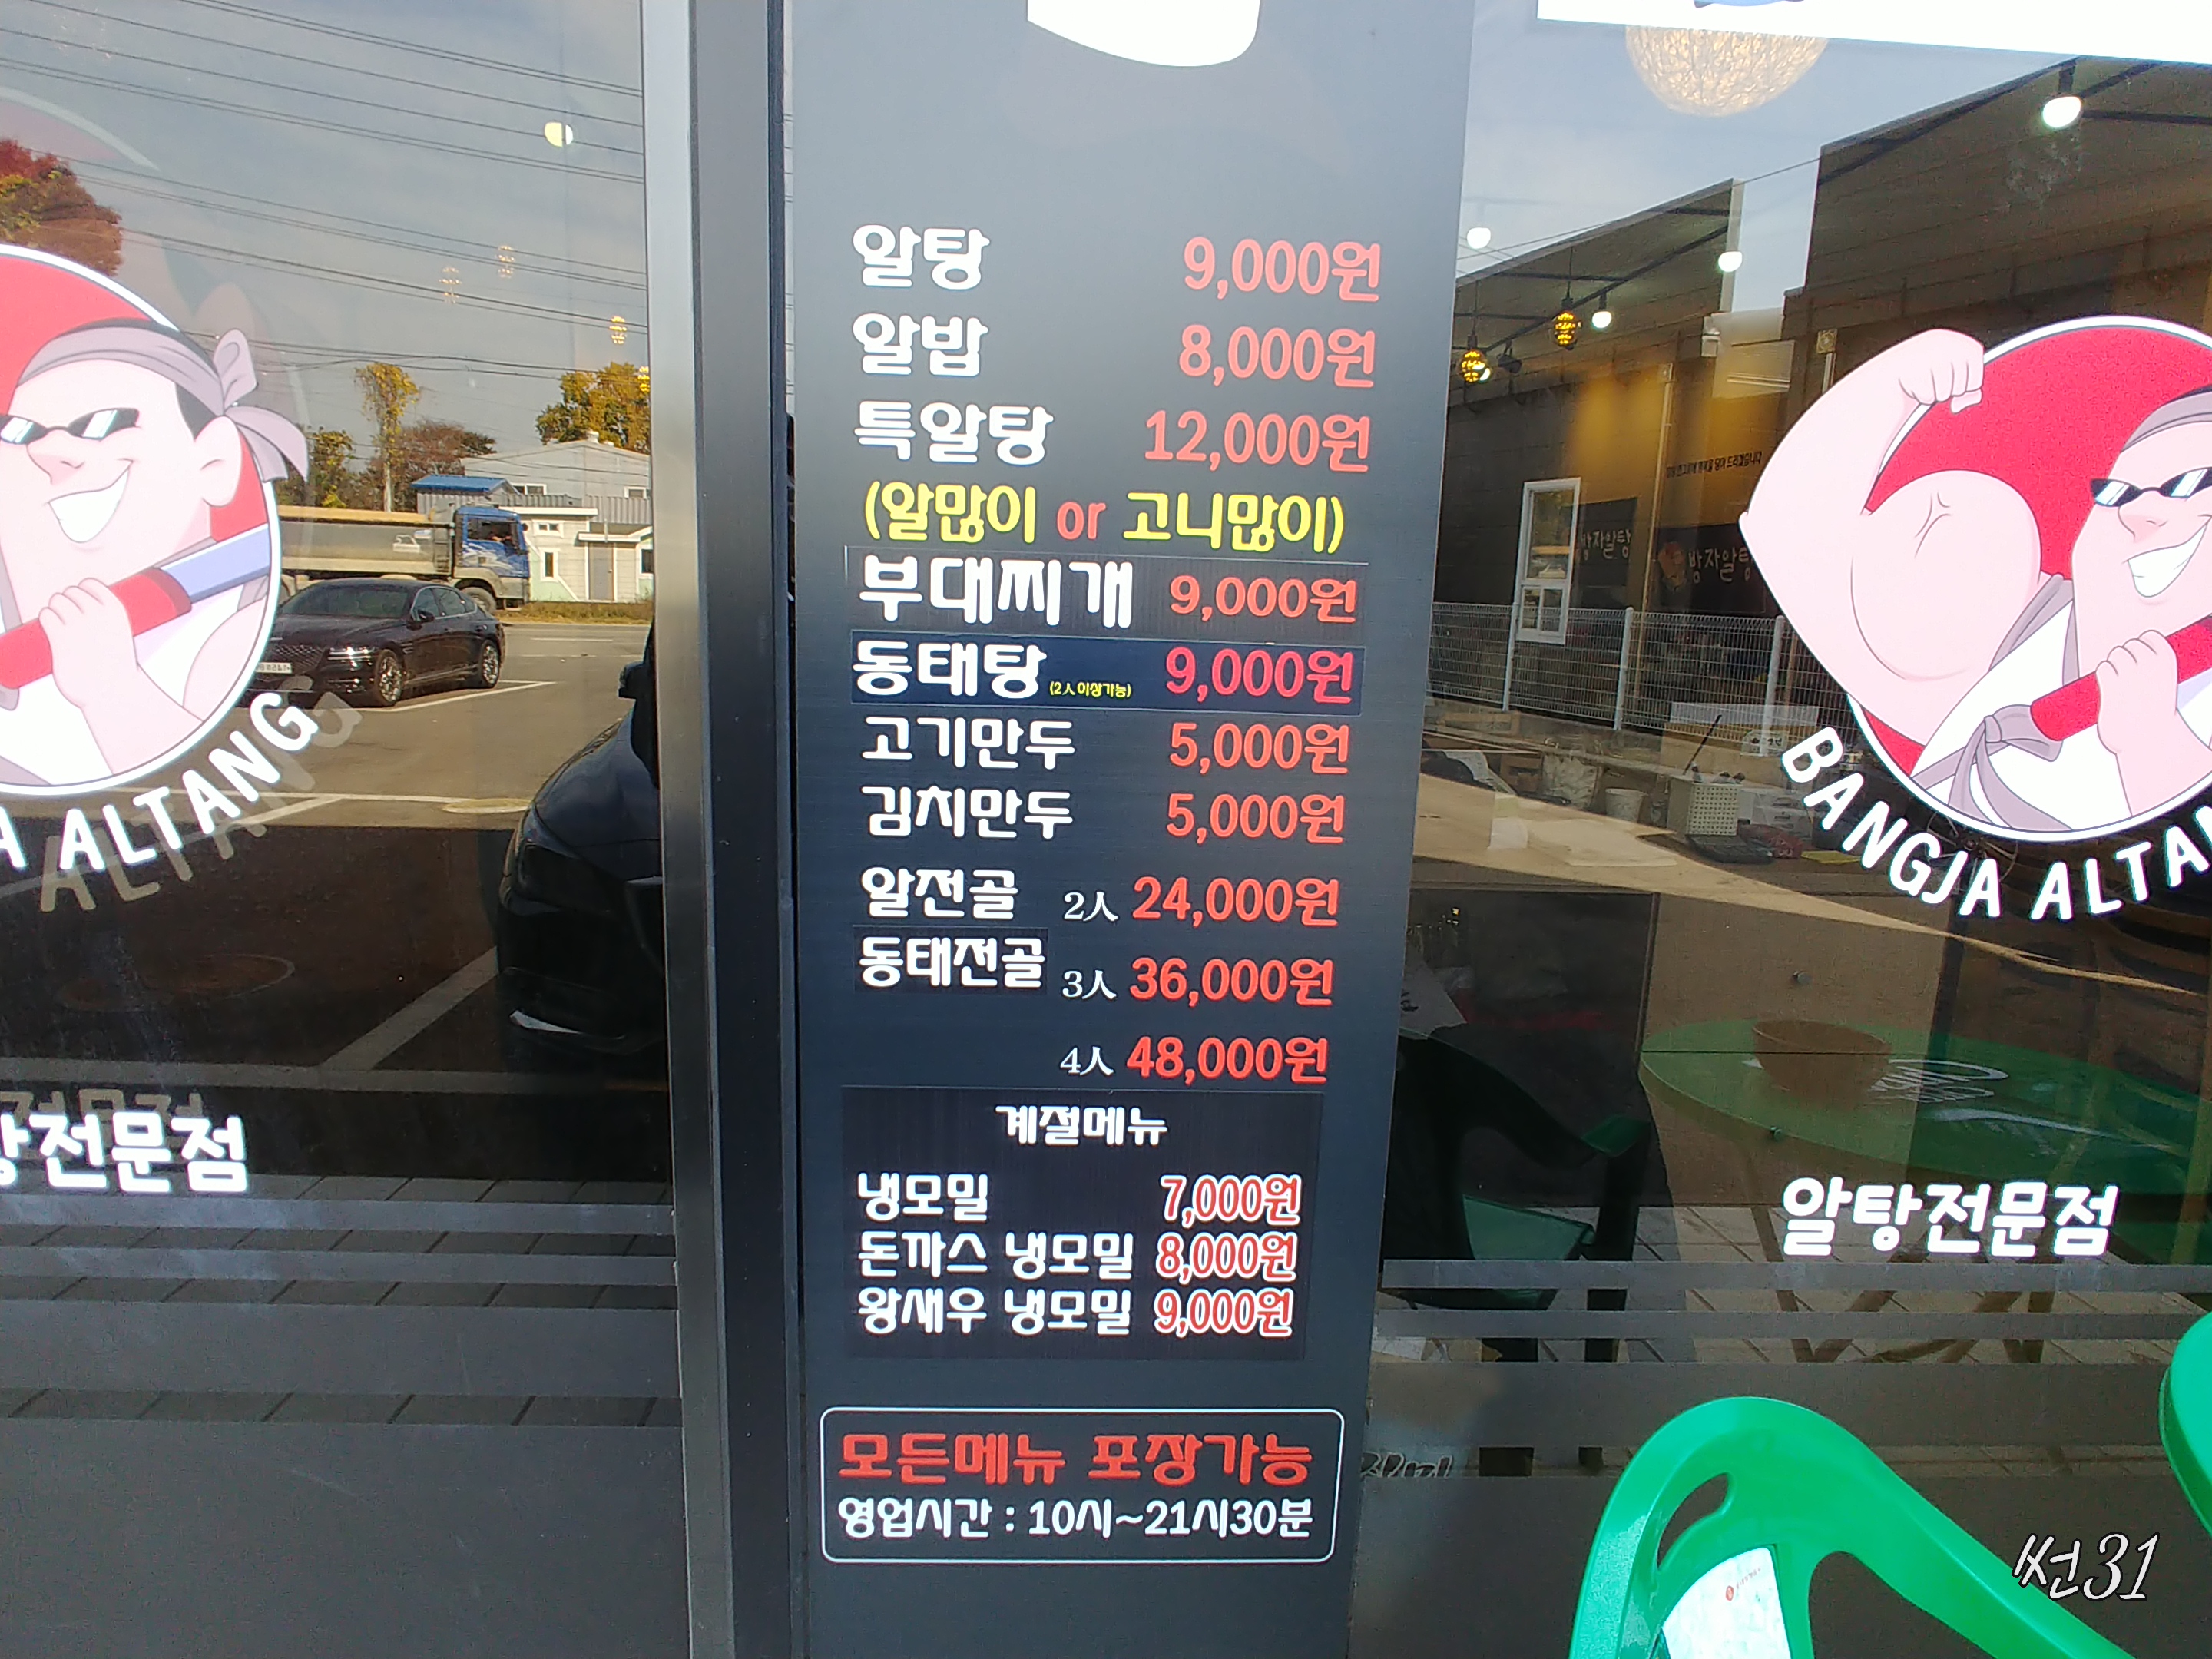 알탕 9,000원
알밥 8,000원
특알탕 12,000원
(알많이 or 고니많이)
부대찌개 9,000원
동태탕 (2人이상가능) 9,000원
고기만두 5,000원
김치만두 5,000원
알전골 2人 24,000원
동태전골 3人 36,000원
4人 48,000원
계절메뉴
냉모밀 7,000원
돈까스 냉모밀 8,000원
왕새우 냉모밀 9,000원
모든메뉴 포장가능
영업시간 : 10시~21시30분
ALTANG
전문점
방자알탕
BANGJA
알탕전문점
쩐31